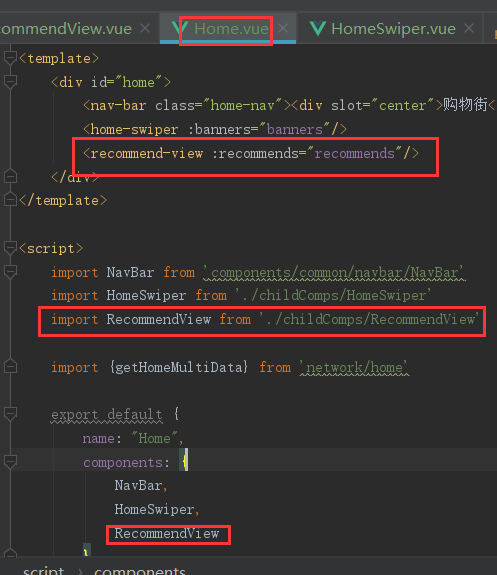 ommendView.vue × Home.vue × HomeSwiper.vue ×
<template>
<div id="home">
<nav-bar class="home-nav"><div slot="center">购物街<
<home-swiper :banners="banners"/>
<recommend-view :recommends="recommends"/>
</div>
</template>
<script>
import NavBar from 'components/common/navbar/NavBar'
import HomeSwiper from './childComps/HomeSwiper'
import RecommendView from './childComps/RecommendView'
import {getHomeMultiData} from 'network/home'
export default {
name: "Home",
components: {
NavBar,
HomeSwiper,
RecommendView
}
script › components